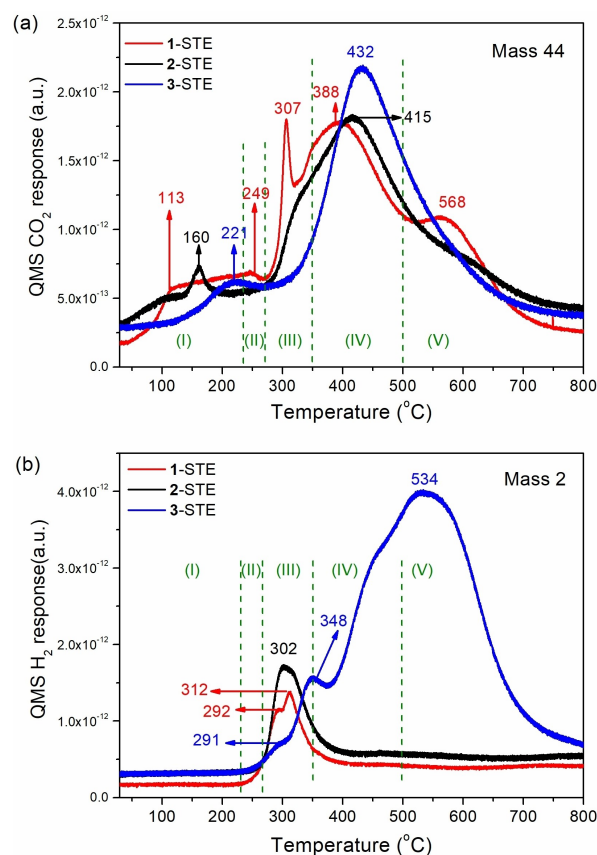 (a)
2.5x10⁻¹²
2.0x10⁻¹²
1.5x10⁻¹²
1.0x10⁻¹²
5.0x10⁻¹³
0.0
QMS CO₂ response (a.u.)
1-STE
2-STE
3-STE
Mass 44
432
388
307
415
113
249
568
160
221
(I) (II) (III) (IV) (V)
100 200 300 400 500 600 700 800
Temperature (°C)
(b)
4.0x10⁻¹²
3.0x10⁻¹²
2.0x10⁻¹²
1.0x10⁻¹²
0.0
QMS H₂ response(a.u.)
1-STE
2-STE
3-STE
Mass 2
534
(I) (II) (III) (IV) (V)
348
302
312
292
291
100 200 300 400 500 600 700 800
Temperature (°C)